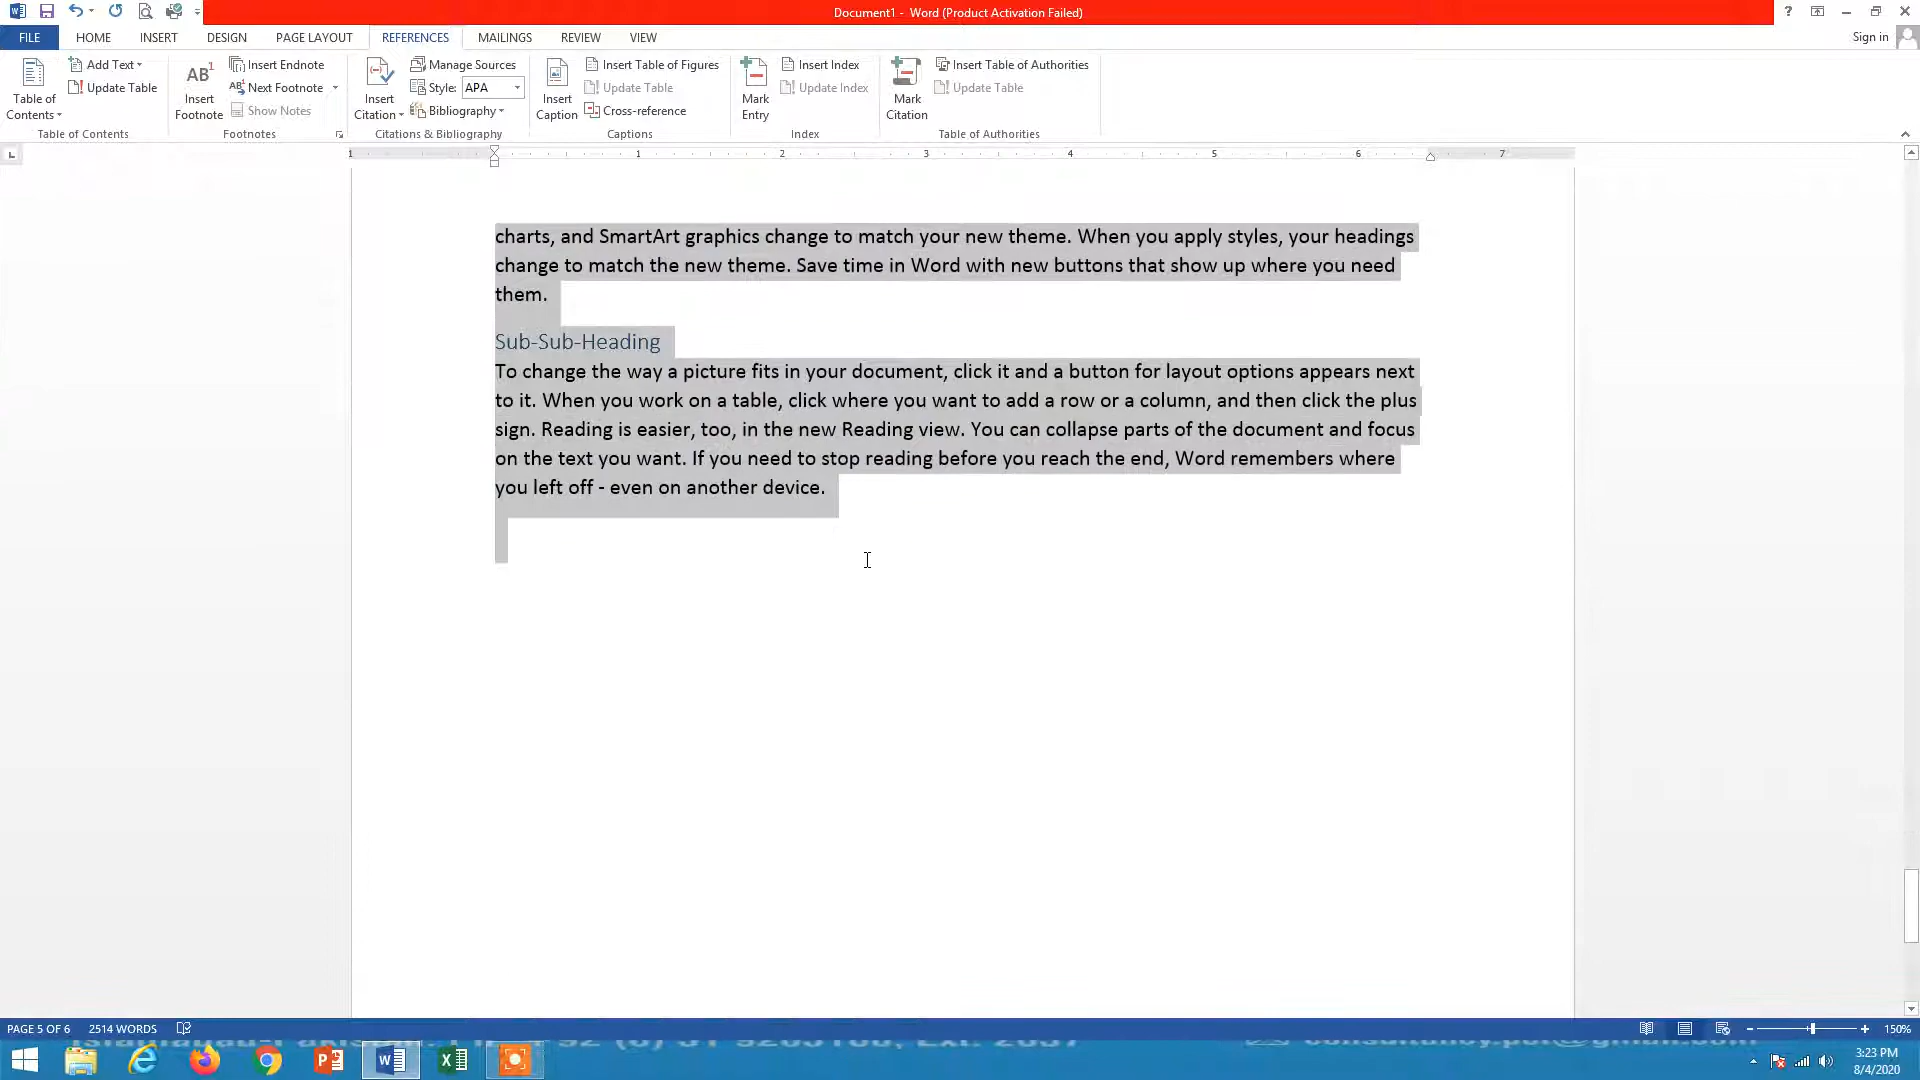 Document1 - Word (Product Activation Failed)
?
FILE HOME INSERT DESIGN PAGE LAYOUT REFERENCES MAILINGS REVIEW VIEW Sign in
Table of Contents
Add Text
Update Table
Table of Contents
AB1
Insert Footnote
Insert Endnote
Next Footnote
Show Notes
Footnotes
Insert Citation
Manage Sources
Style: APA
Bibliography
Citations & Bibliography
Insert Caption
Insert Table of Figures
Update Table
Cross-reference
Captions
Mark Entry
Insert Index
Update Index
Index
Mark Citation
Insert Table of Authorities
Update Table
Table of Authorities
1 1 2 3 4 5 6 7
charts, and SmartArt graphics change to match your new theme. When you apply styles, your headings
change to match the new theme. Save time in Word with new buttons that show up where you need
them.
Sub-Sub-Heading
To change the way a picture fits in your document, click it and a button for layout options appears next
to it. When you work on a table, click where you want to add a row or a column, and then click the plus
sign. Reading is easier, too, in the new Reading view. You can collapse parts of the document and focus
on the text you want. If you need to stop reading before you reach the end, Word remembers where
you left off - even on another device.
PAGE 5 OF 6 2514 WORDS 150%
3:23 PM
8/4/2020